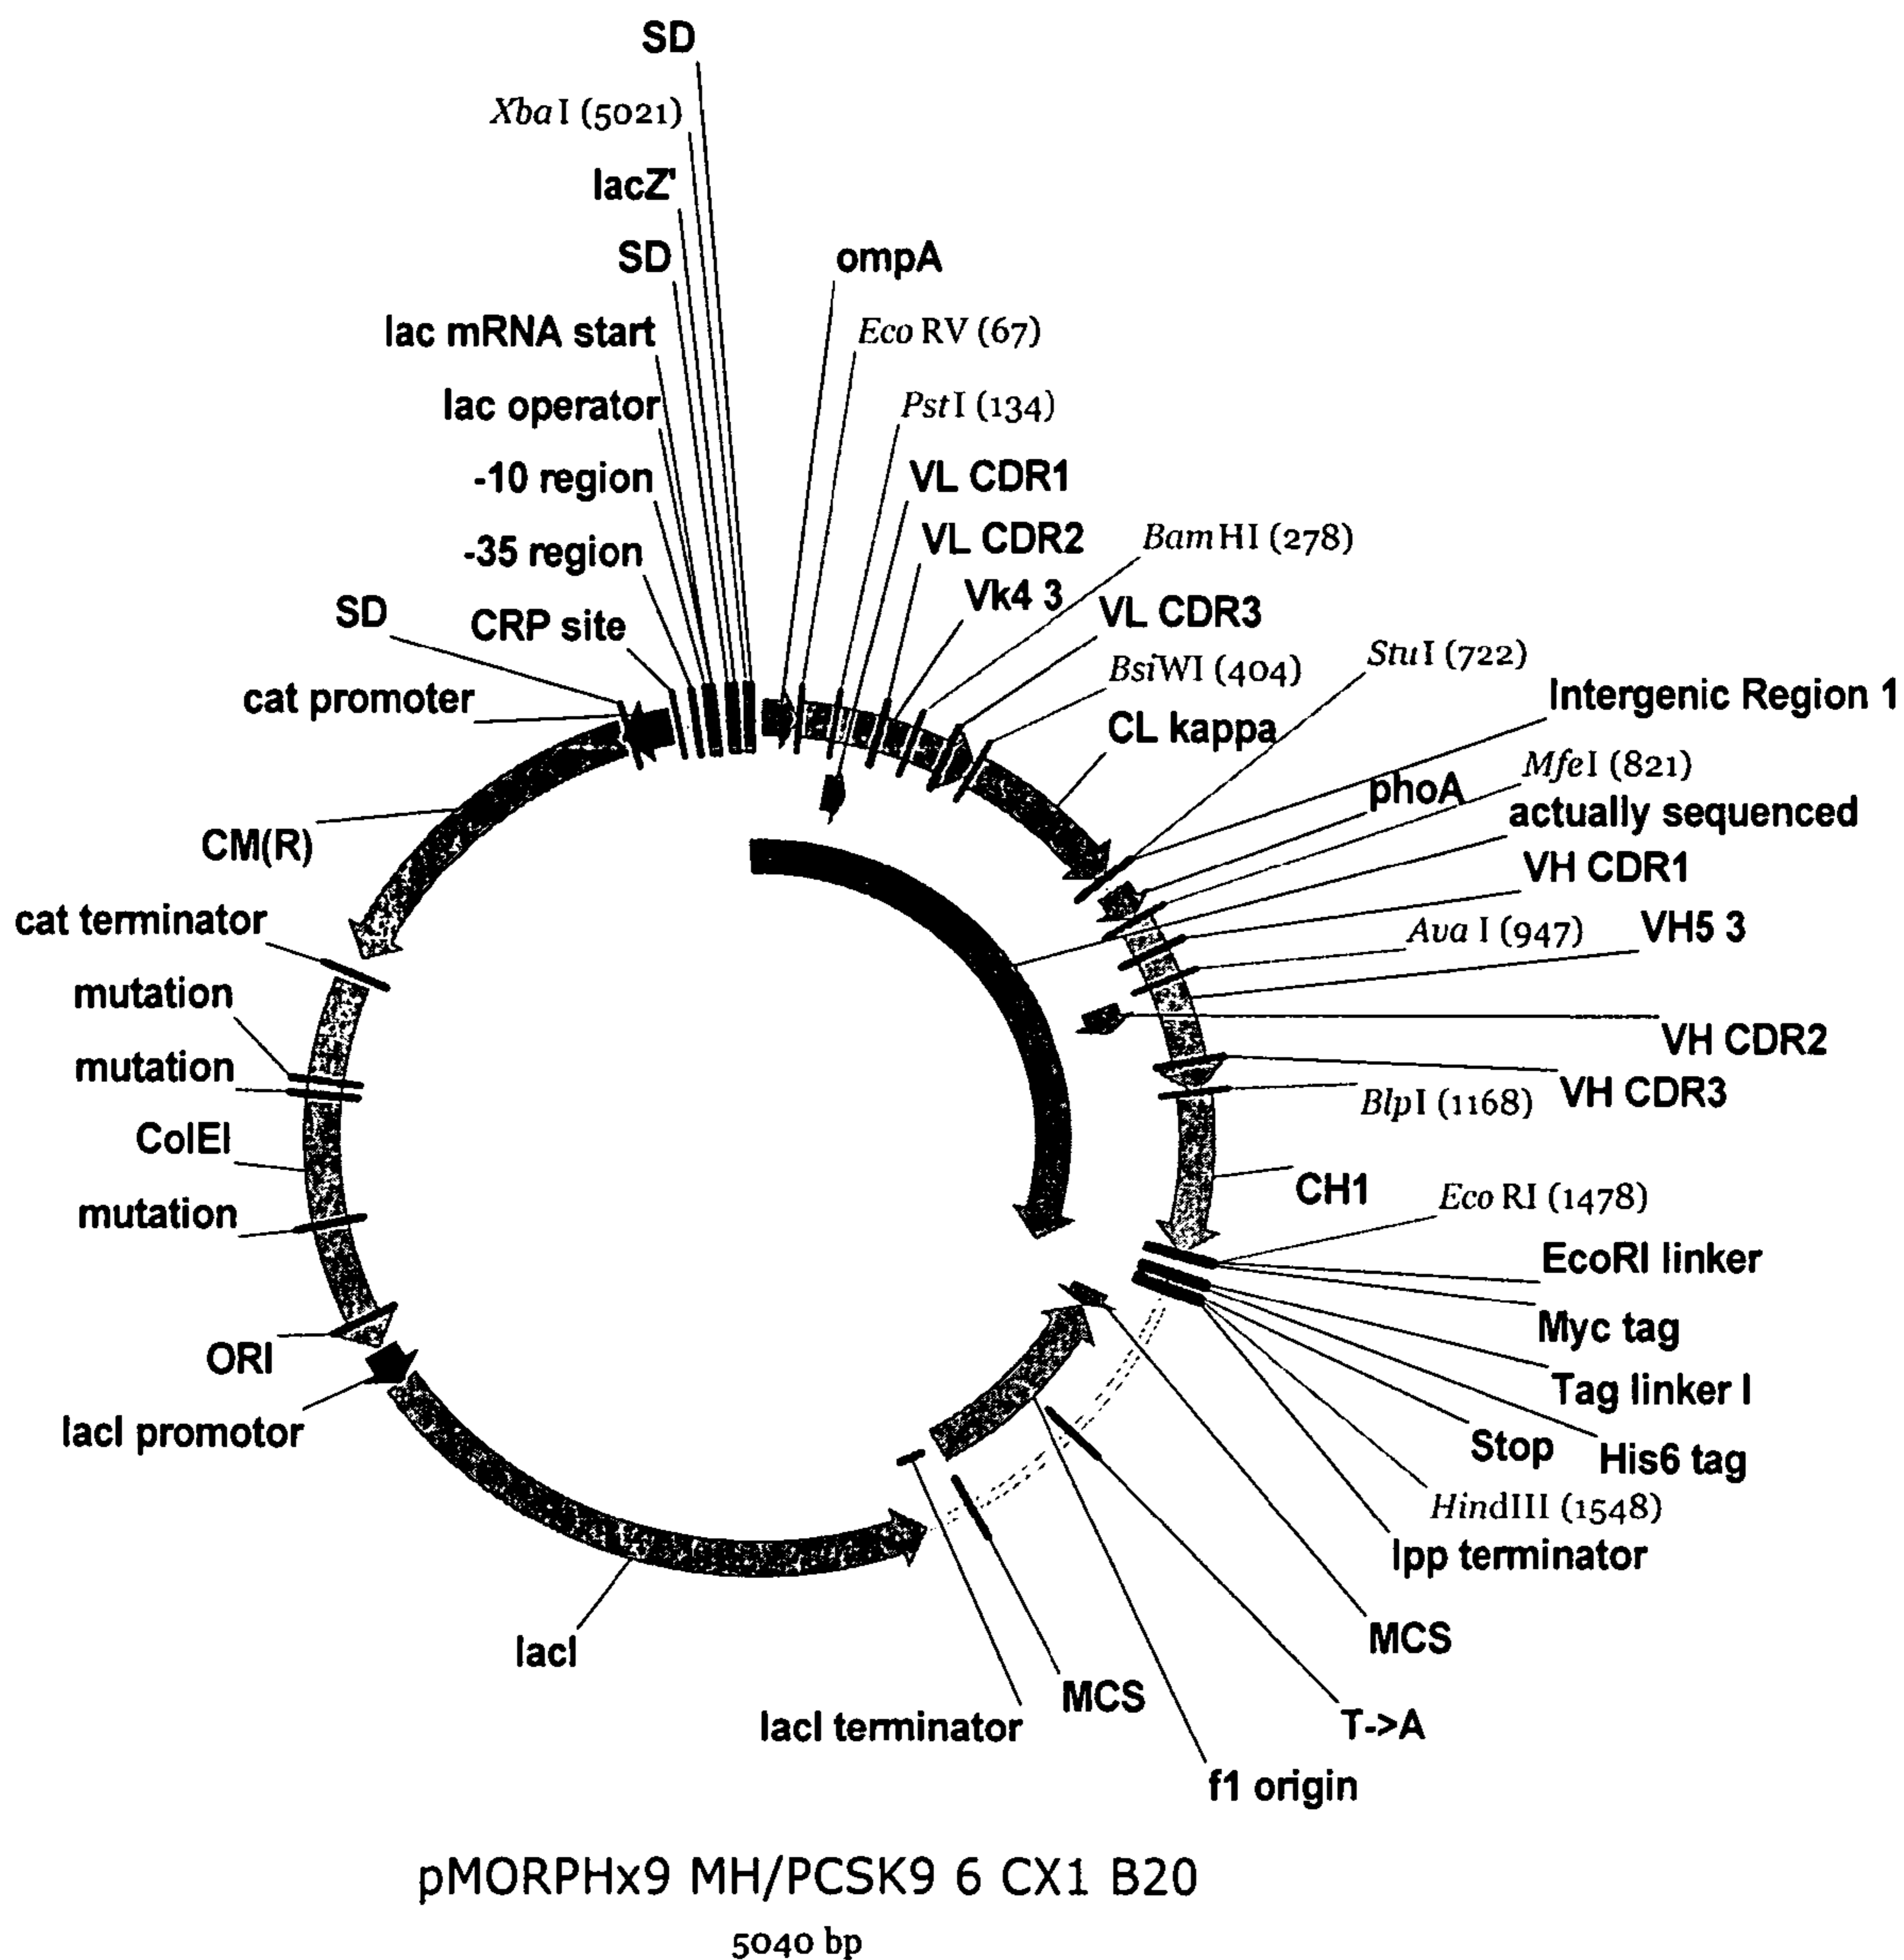 SD
XbaI (5021)
lacZ'
SD
ompA
lac mRNA start
EcoRV (67)
lac operator
PstI (134)
-10 region
VL CDR1
-35 region
VL CDR2
BamHI (278)
SD
CRP site
Vk4 3
VL CDR3
StuI (722)
cat promoter
BsiWI (404)
Intergenic Region 1
CL kappa
MfeI (821)
phoA
actually sequenced
CM(R)
VH CDR1
cat terminator
AvaI (947)
VH5 3
mutation
VH CDR2
mutation
VH CDR3
BlpI (1168)
ColEI
CH1
EcoRI (1478)
mutation
EcoRI linker
Myc tag
ORI
Tag linker I
lacI promotor
Stop
His6 tag
HindIII (1548)
lpp terminator
MCS
lacI
MCS
lacI terminator
T->A
f1 origin
pMORPHx9 MH/PCSK9 6 CX1 B20
5040 bp